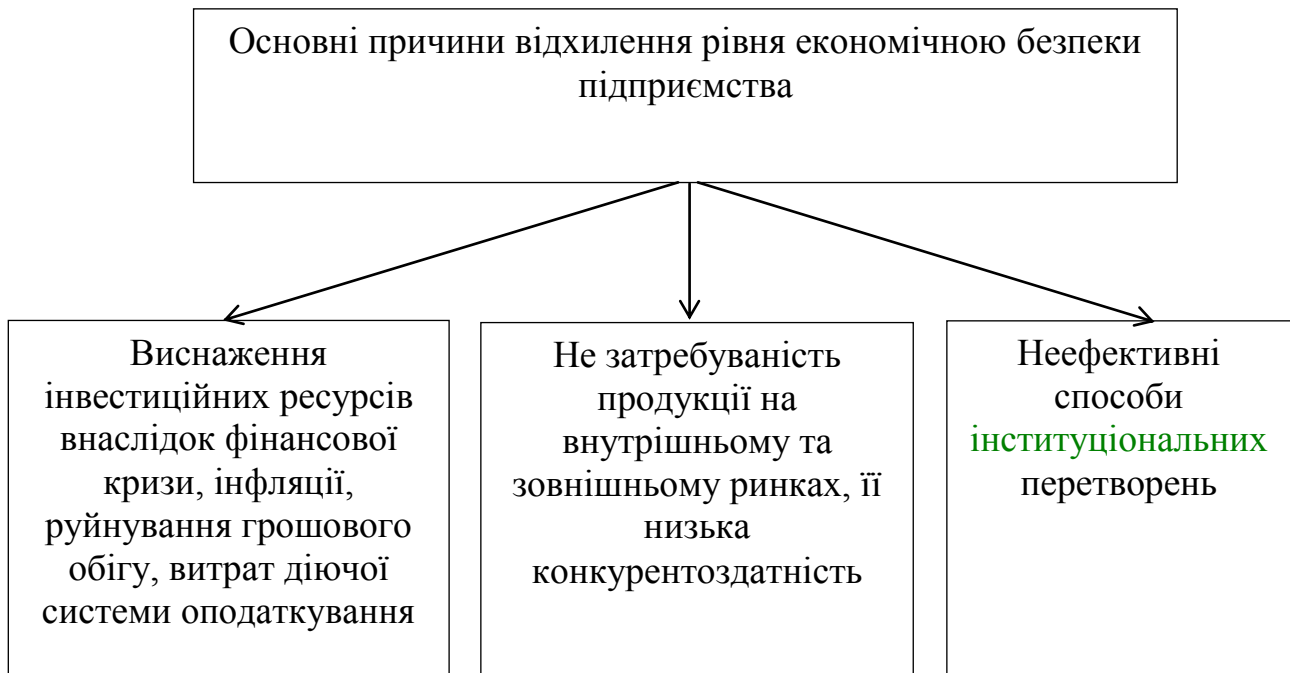 Основні причини відхилення рівня економічною безпеки
підприємства
Виснаження
інвестиційних ресурсів
внаслідок фінансової
кризи, інфляції,
руйнування грошового
обігу, витрат діючої
системи оподаткування
Не затребуваність
продукції на
внутрішньому та
зовнішньому ринках, її
низька
конкурентоздатність
Неефективні
способи
інституціональних
перетворень